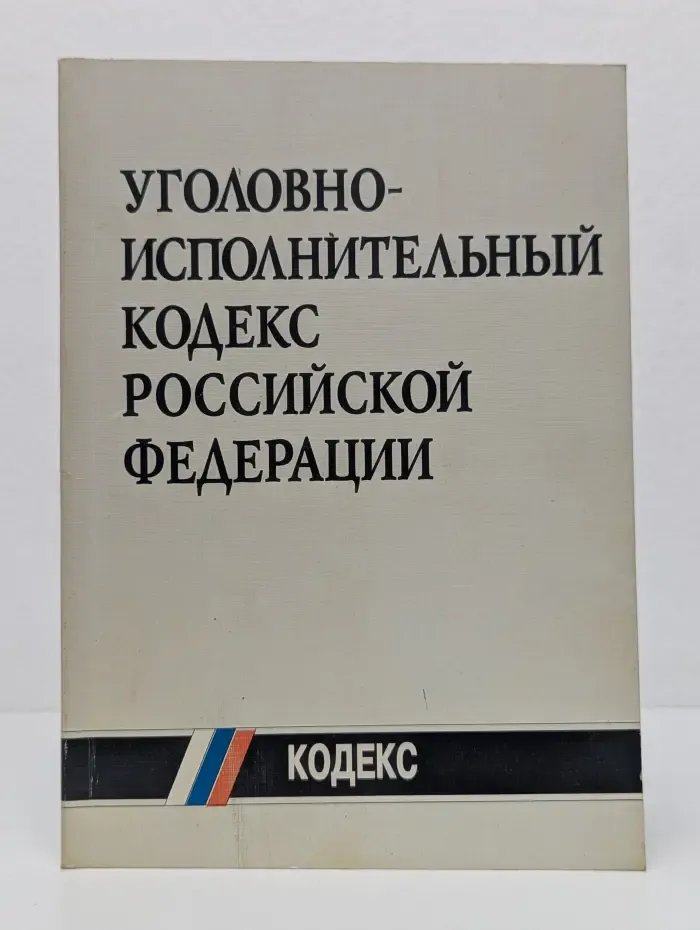 УГОЛОВНО-
ИСПОЛНИТЕЛЬНЫЙ
КОДЕКС
РОССИЙСКОЙ
ФЕДЕРАЦИИ
КОДЕКС